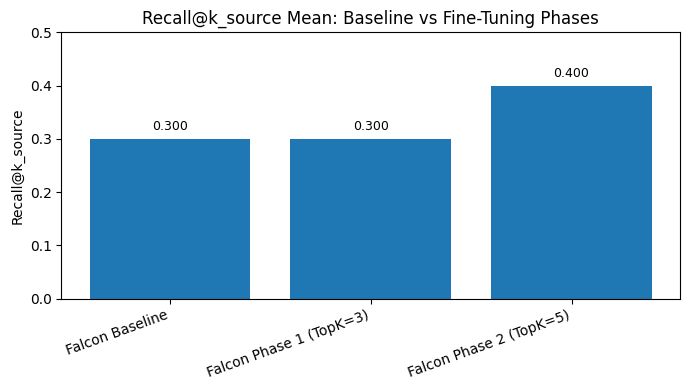 Recall@k_source Mean: Baseline vs Fine-Tuning Phases
0.5
0.4
0.3
0.2
0.1
0.0
Recall@k_source
0.300
0.300
0.400
Falcon Baseline
Falcon Phase 1 (TopK=3)
Falcon Phase 2 (TopK=5)